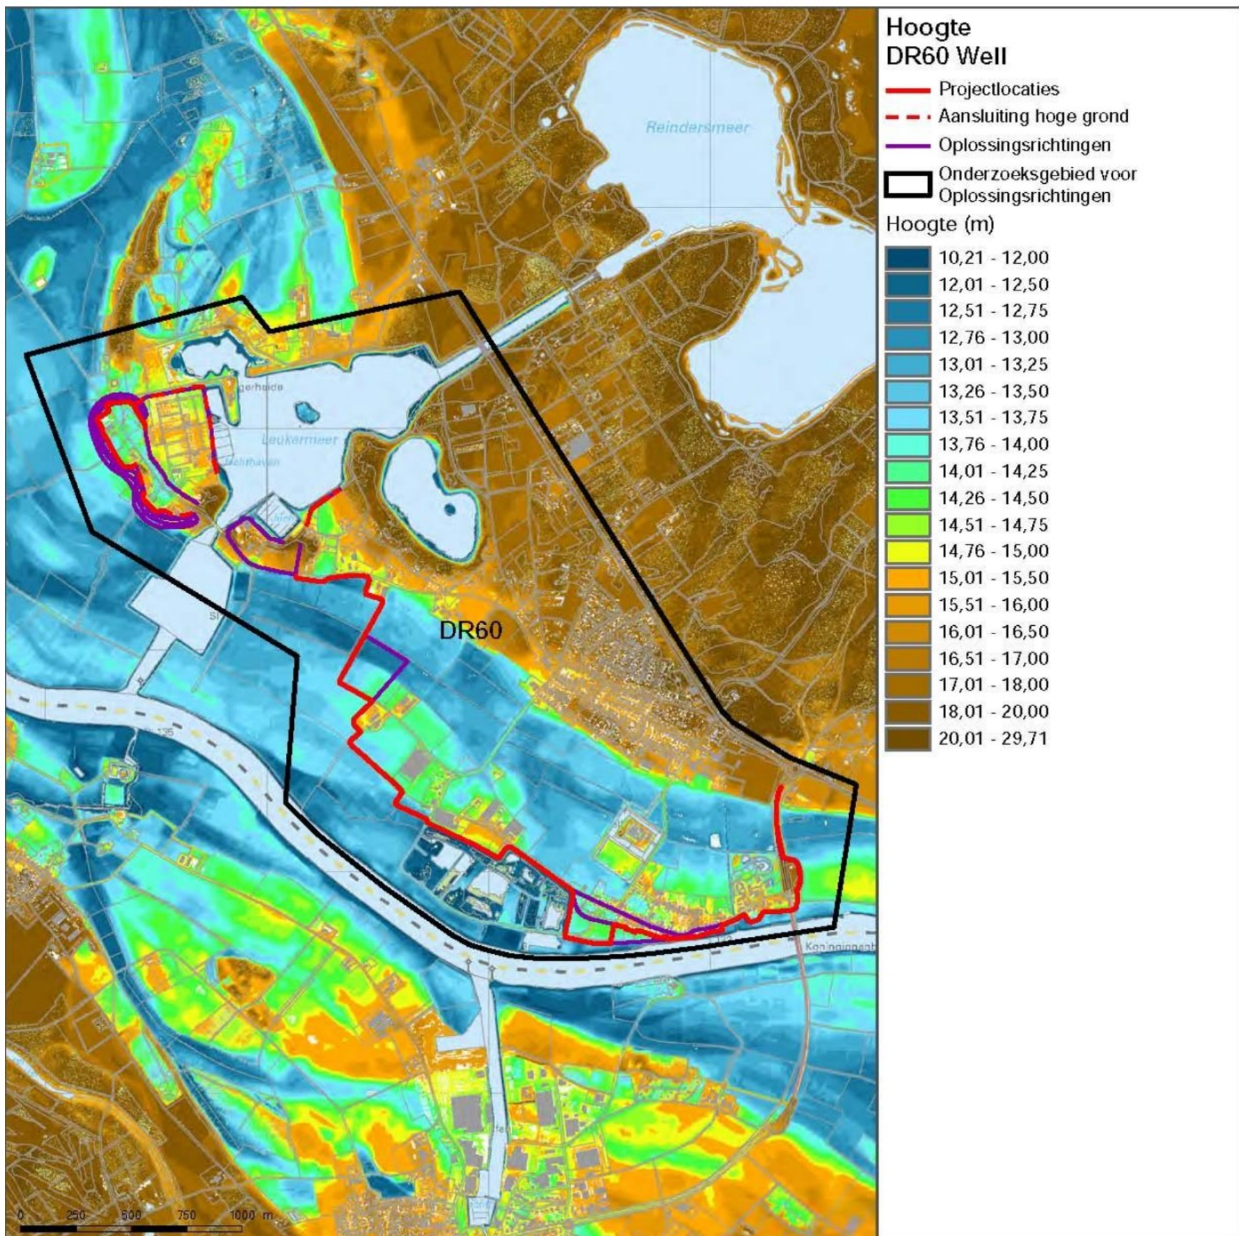 Hoogte
DR60 Well
Projectlocaties
Aansluiting hoge grond
Oplossingsrichtingen
Onderzoeksgebied voor
Oplossingsrichtingen
Hoogte (m)
10,21 - 12,00
12,01 - 12,50
12,51 - 12,75
12,76 - 13,00
13,01 - 13,25
13,26 - 13,50
13,51 - 13,75
13,76 - 14,00
14,01 - 14,25
14,26 - 14,50
14,51 - 14,75
14,76 - 15,00
15,01 - 15,50
15,51 - 16,00
16,01 - 16,50
16,51 - 17,00
17,01 - 18,00
18,01 - 20,00
20,01 - 29,71
Reindersmeer
Leukermeer
DR60
0 250 500 750 1000 m